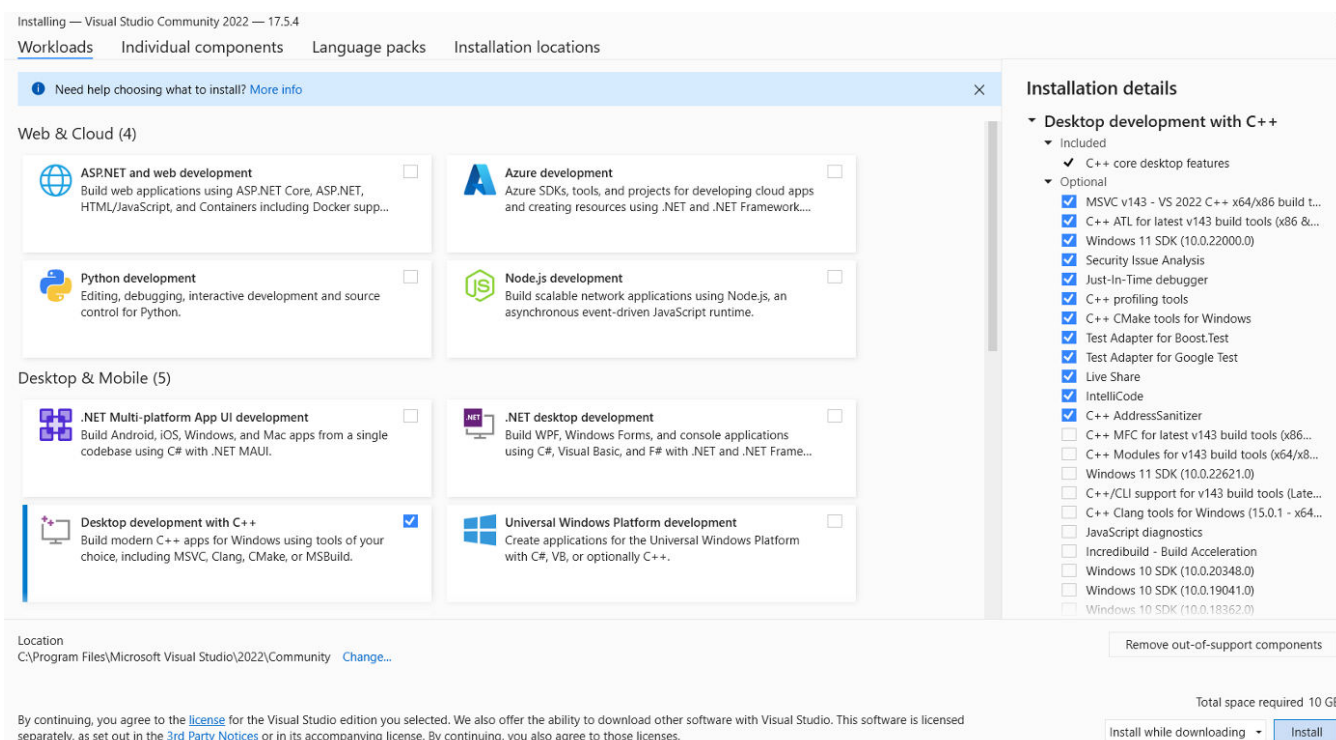 Installing — Visual Studio Community 2022 — 17.5.4
Workloads Individual components Language packs Installation locations
Need help choosing what to install? More info
Web & Cloud (4)
ASP.NET and web development
Build web applications using ASP.NET Core, ASP.NET,
HTML/JavaScript, and Containers including Docker supp...
Azure development
Azure SDKs, tools, and projects for developing cloud apps
and creating resources using .NET and .NET Framework....
Python development
Editing, debugging, interactive development and source
control for Python.
Node.js development
Build scalable network applications using Node.js, an
asynchronous event-driven JavaScript runtime.
Desktop & Mobile (5)
.NET Multi-platform App UI development
Build Android, iOS, Windows, and Mac apps from a single
codebase using C# with .NET MAUI.
.NET
.NET desktop development
Build WPF, Windows Forms, and console applications
using C#, Visual Basic, and F# with .NET and .NET Frame...
Desktop development with C++
Build modern C++ apps for Windows using tools of your
choice, including MSVC, Clang, CMake, or MSBuild.
Universal Windows Platform development
Create applications for the Universal Windows Platform
with C#, VB, or optionally C++.
Installation details
Desktop development with C++
Included
C++ core desktop features
Optional
MSVC v143 - VS 2022 C++ x64/x86 build t...
C++ ATL for latest v143 build tools (x86 &...
Windows 11 SDK (10.0.22000.0)
Security Issue Analysis
Just-In-Time debugger
C++ profiling tools
C++ CMake tools for Windows
Test Adapter for Boost.Test
Test Adapter for Google Test
Live Share
IntelliCode
C++ AddressSanitizer
C++ MFC for latest v143 build tools (x86...
C++ Modules for v143 build tools (x64/x8...
Windows 11 SDK (10.0.22621.0)
C++/CLI support for v143 build tools (Late...
C++ Clang tools for Windows (15.0.1 - x64...
JavaScript diagnostics
Incredibuild - Build Acceleration
Windows 10 SDK (10.0.20348.0)
Windows 10 SDK (10.0.19041.0)
Windows 10 SDK (10.0.18362.0)
Location
C:\Program Files\Microsoft Visual Studio\2022\Community Change...
Remove out-of-support components
Total space required 10 GB
By continuing, you agree to the license for the Visual Studio edition you selected. We also offer the ability to download other software with Visual Studio. This software is licensed
separately, as set out in the 3rd Party Notices or in its accompanying license. By continuing, you also agree to those licenses.
Install while downloading Install